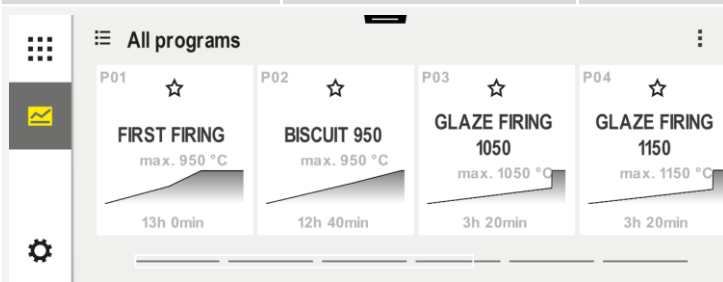 All programs
P01
FIRST FIRING
max. 950 °C
13h 0min
P02
BISCUIT 950
max. 950 °C
12h 40min
P03
GLAZE FIRING
1050
max. 1050 °C
3h 20min
P04
GLAZE FIRING
1150
max. 1150 °C
3h 20min